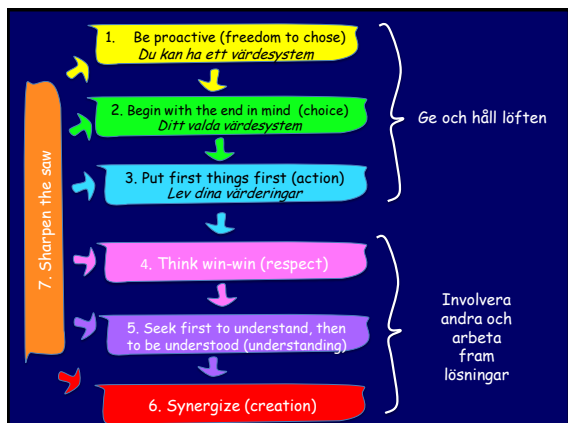 1. Be proactive (freedom to chose)
Du kan ha ett värdesystem
2. Begin with the end in mind (choice)
Ditt valda värdesystem
3. Put first things first (action)
Lev dina värderingar
Ge och håll löften
7. Sharpen the saw
4. Think win-win (respect)
5. Seek first to understand, then
to be understood (understanding)
6. Synergize (creation)
Involvera
andra och
arbeta
fram
lösningar